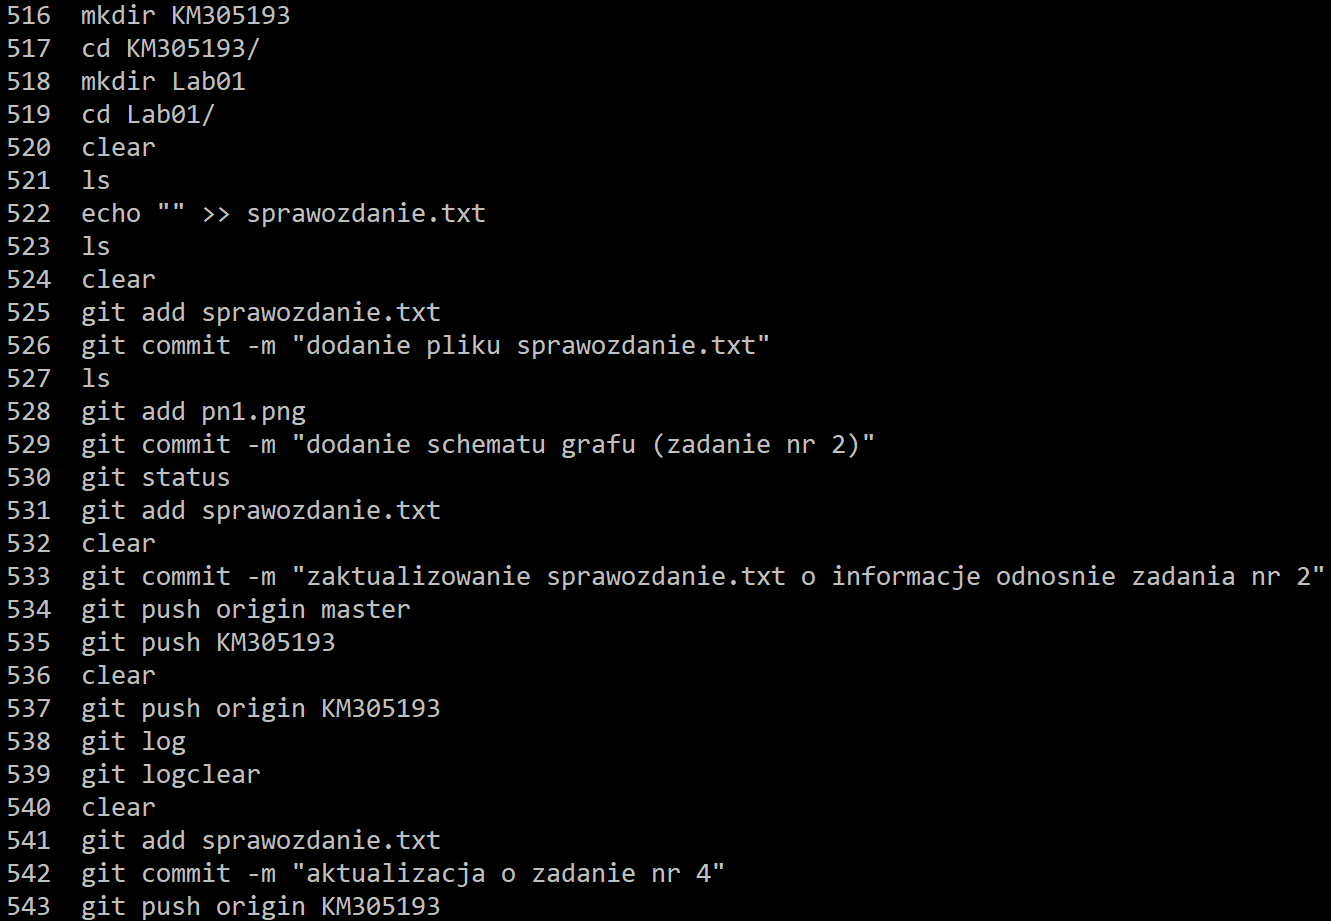 516 mkdir KM305193
517 cd KM305193/
518 mkdir Lab01
519 cd Lab01/
520 clear
521 ls
522 echo "" >> sprawozdanie.txt
523 ls
524 clear
525 git add sprawozdanie.txt
526 git commit -m "dodanie pliku sprawozdanie.txt"
527 ls
528 git add pn1.png
529 git commit -m "dodanie schematu grafu (zadanie nr 2)"
530 git status
531 git add sprawozdanie.txt
532 clear
533 git commit -m "zaktualizowanie sprawozdanie.txt o informacje odnosnie zadania nr 2"
534 git push origin master
535 git push KM305193
536 clear
537 git push origin KM305193
538 git log
539 git logclear
540 clear
541 git add sprawozdanie.txt
542 git commit -m "aktualizacja o zadanie nr 4"
543 git push origin KM305193